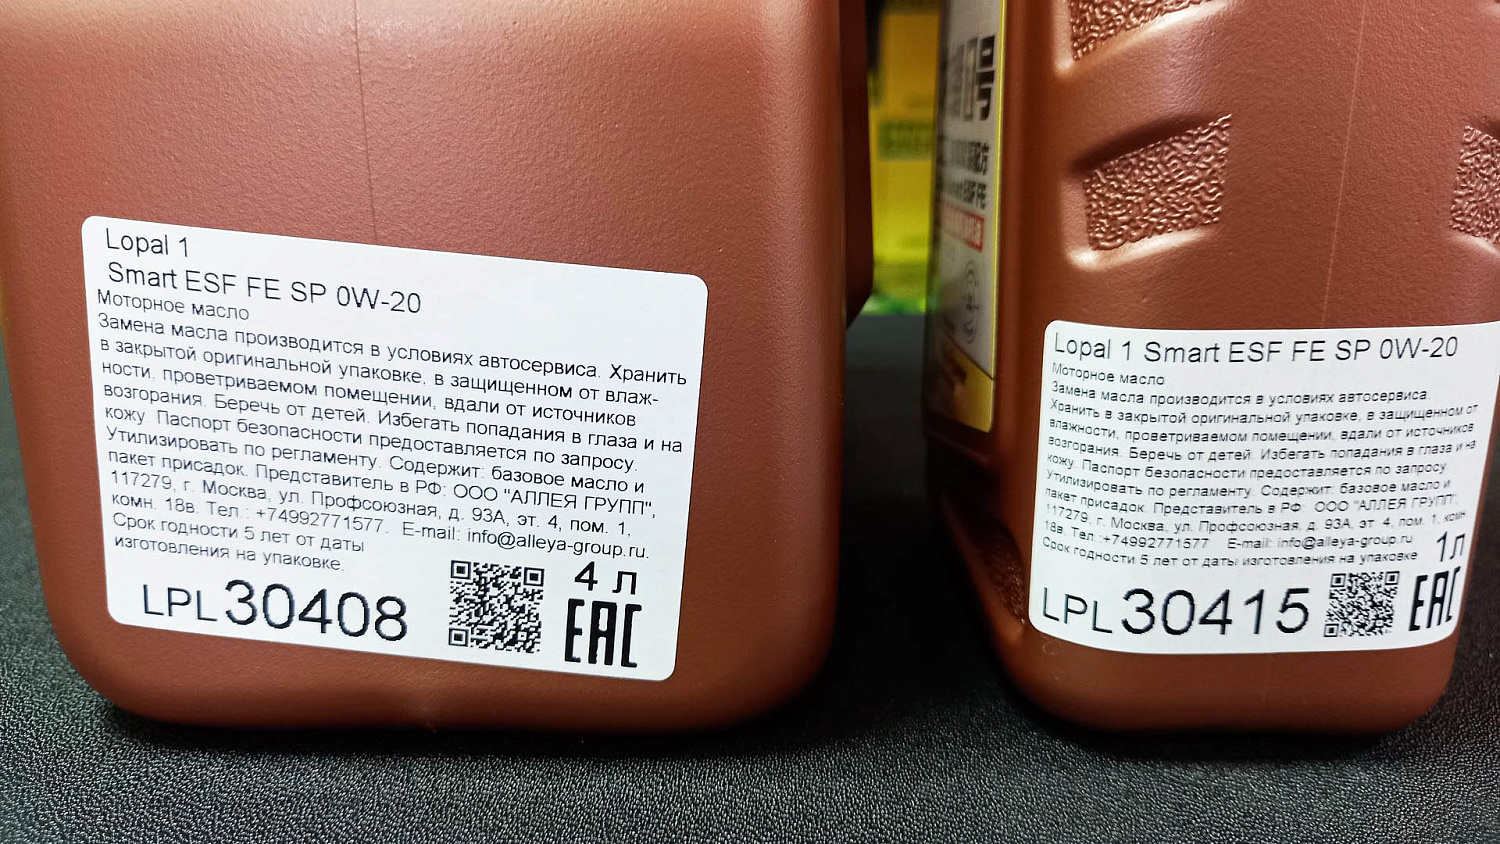 Lopal 1
Smart ESF FE SP 0W-20
Моторное масло
Замена масла производится в условиях автосервиса. Хранить
в закрытой оригинальной упаковке, в защищенном от влаж-
ности, проветриваемом помещении, вдали от источников
возгорания. Беречь от детей. Избегать попадания в глаза и на
кожу. Паспорт безопасности предоставляется по запросу.
Утилизировать по регламенту. Содержит: базовое масло и
пакет присадок. Представитель в РФ: ООО "АЛЛЕЯ ГРУПП",
117279, г. Москва, ул. Профсоюзная, д. 93А, эт. 4, пом. 1,
комн. 18в. Тел.: +74992771577. E-mail: info@alleya-group.ru.
Срок годности 5 лет от даты
изготовления на упаковке.
4 л
LPL30408
EAC
号
配方
ESF FE
Lopal 1 Smart ESF FE SP 0W-20
Моторное масло
Замена масла производится в условиях автосервиса.
Хранить в закрытой оригинальной упаковке, в защищенном от
влажности, проветриваемом помещении, вдали от источников
возгорания. Беречь от детей. Избегать попадания в глаза и на
кожу. Паспорт безопасности предоставляется по запросу
Утилизировать по регламенту. Содержит: базовое масло и
пакет присадок. Представитель в РФ: ООО "АЛЛЕЯ ГРУПП",
117279, г. Москва, ул. Профсоюзная, д. 93А, эт. 4, пом. 1, комн
18в. Тел.:+74992771577 E-mail: info@alleya-group.ru
Срок годности 5 лет от даты изготовления на упаковке
1л
LPL30415
EAC